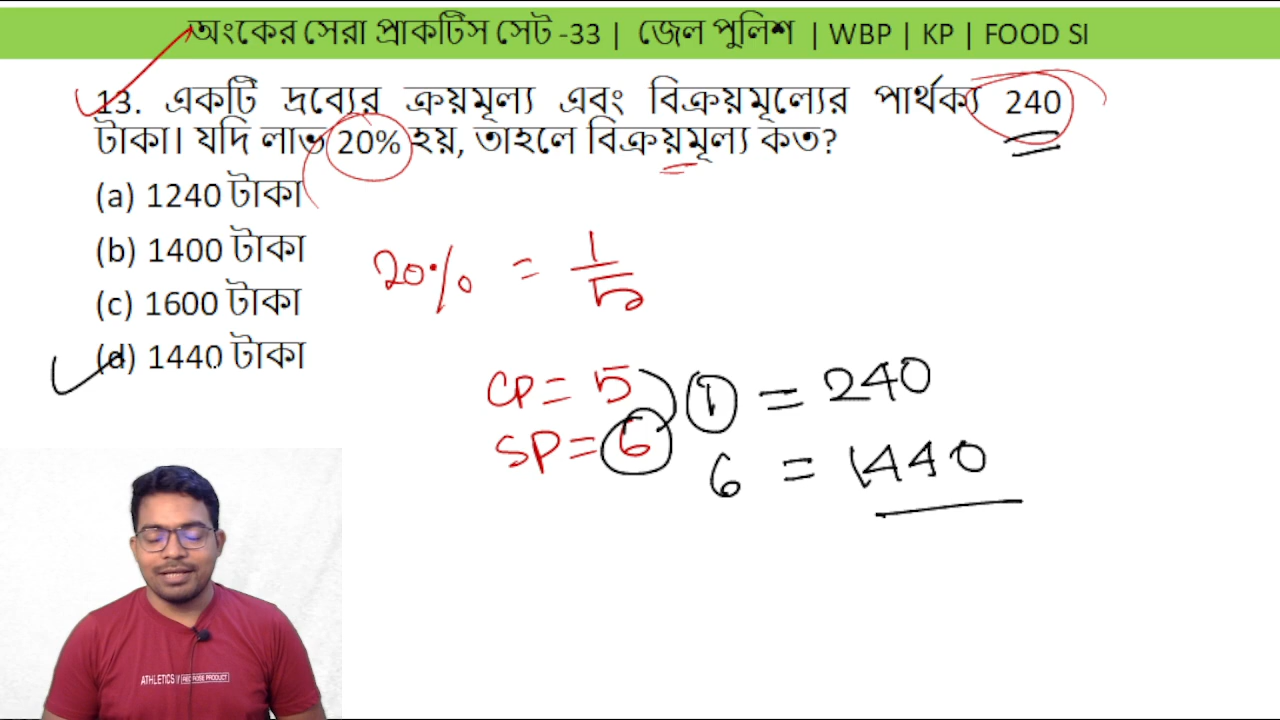 অংকের সেরা প্রাকটিস সেট -33 | জেল পুলিশ | WBP | KP | FOOD SI
13. একটি দ্রব্যের ক্রয়মূল্য এবং বিক্রয়মূল্যের পার্থক্য 240
টাকা। যদি লাভ 20% হয়, তাহলে বিক্রয়মূল্য কত?
(a) 1240 টাকা
(b) 1400 টাকা
(c) 1600 টাকা
(d) 1440 টাকা
20% = 1/5
CP = 5 1 = 240
SP = 6 6 = 1440
ATHLETICS